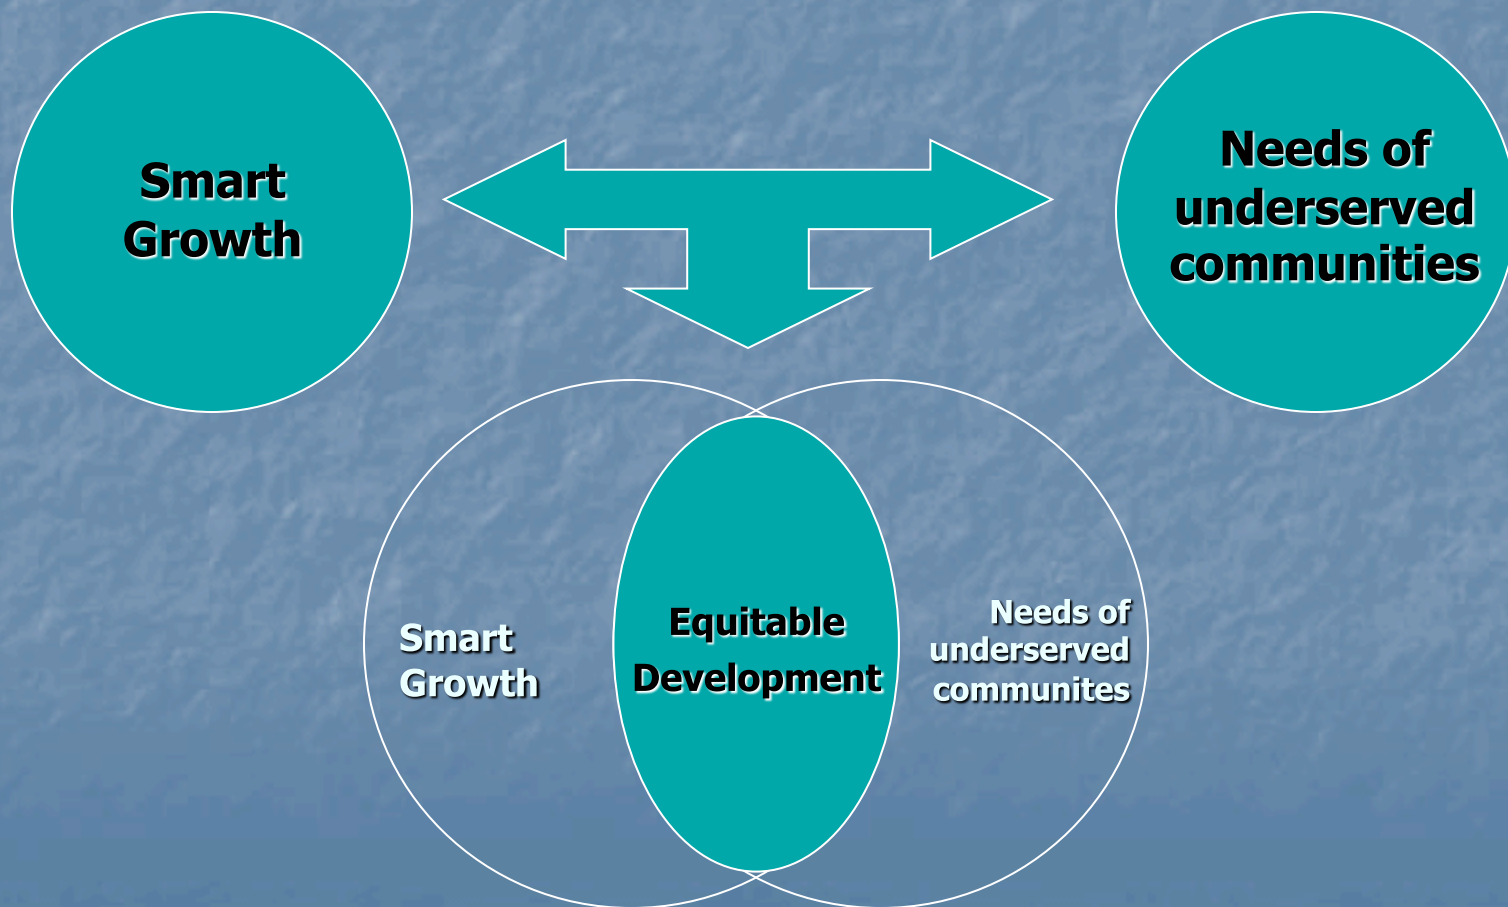 Smart
Growth
Needs of
underserved
communities
Smart
Growth
Equitable
Development
Needs of
underserved
communites